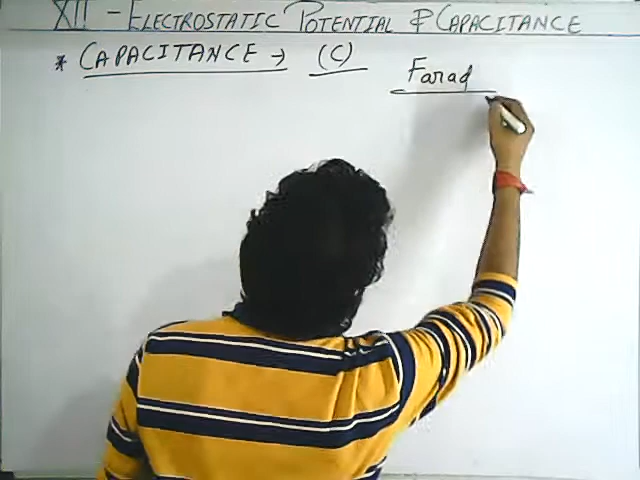 XII - ELECTROSTATIC POTENTIAL & CAPACITANCE
* CAPACITANCE → (C) Farad